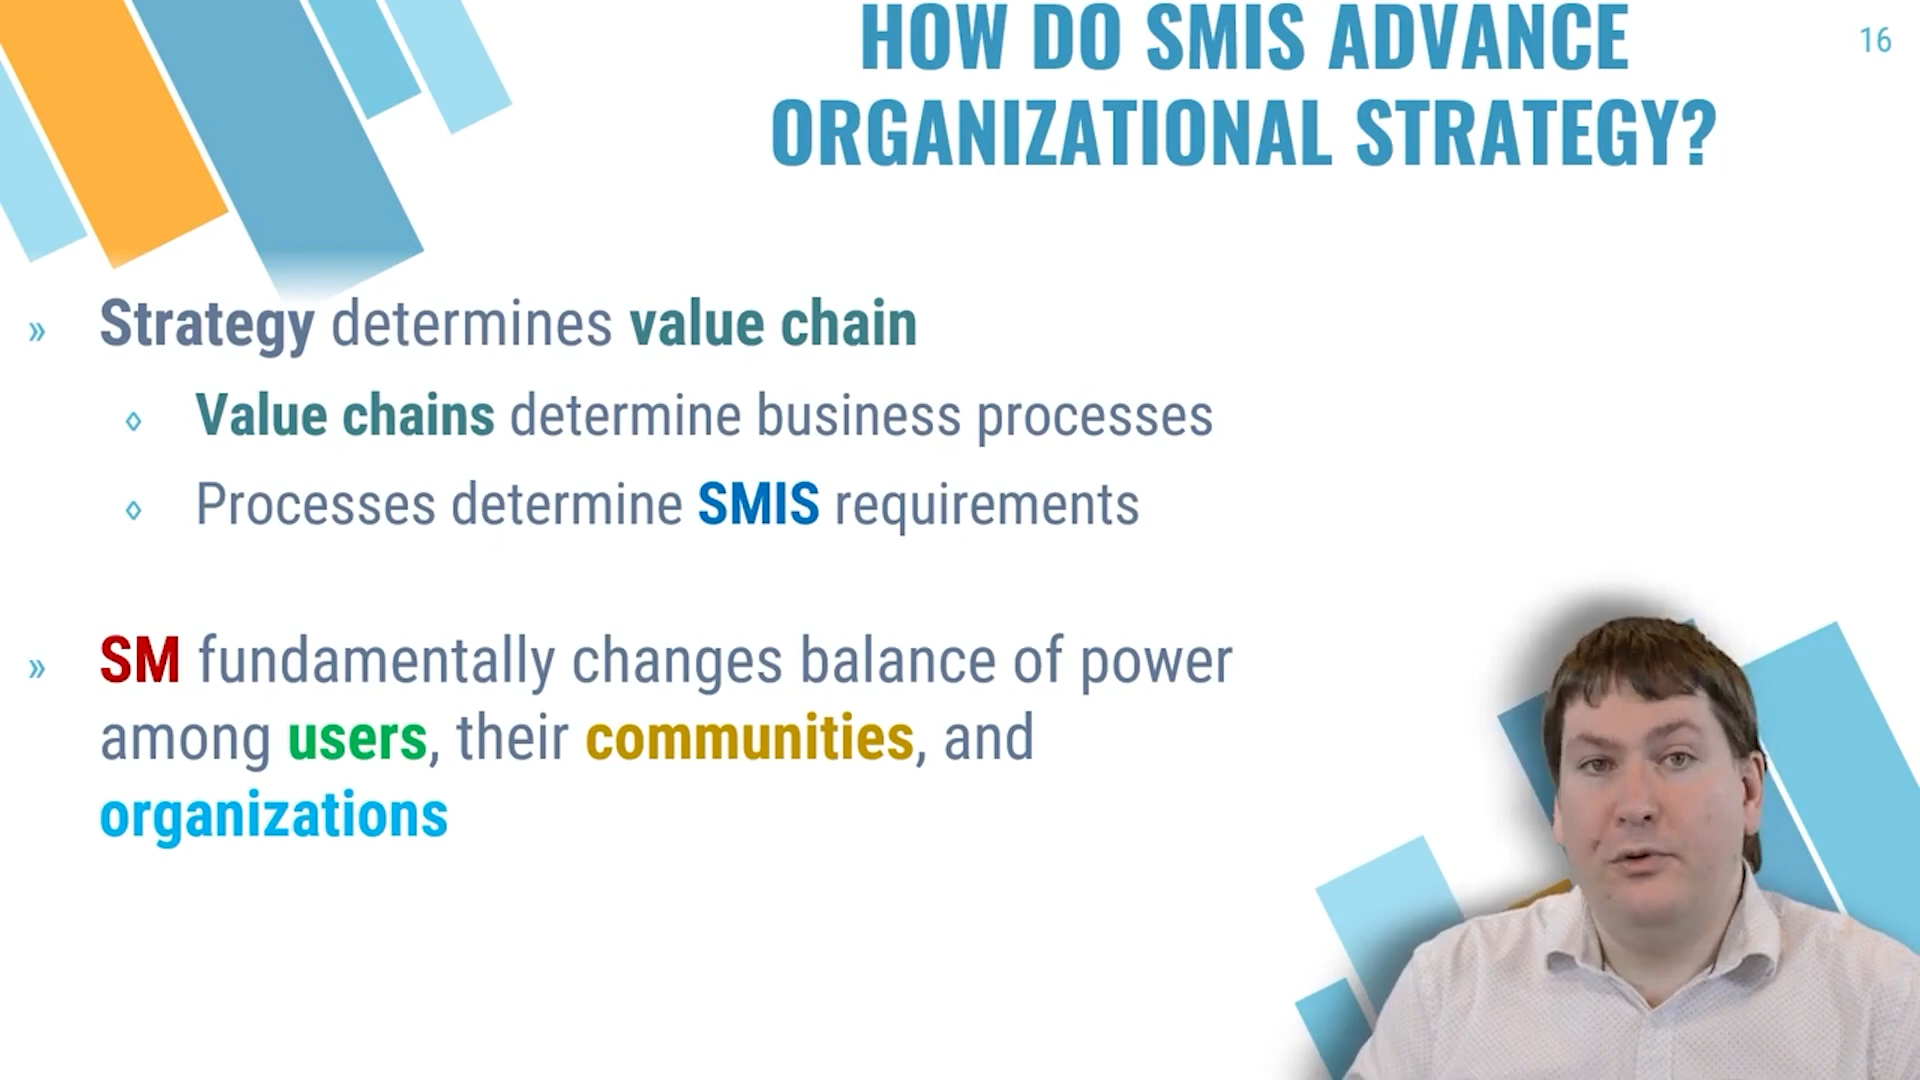 HOW DO SMIS ADVANCE
ORGANIZATIONAL STRATEGY?
16
» Strategy determines value chain
◊ Value chains determine business processes
◊ Processes determine SMIS requirements
» SM fundamentally changes balance of power
among users, their communities, and
organizations